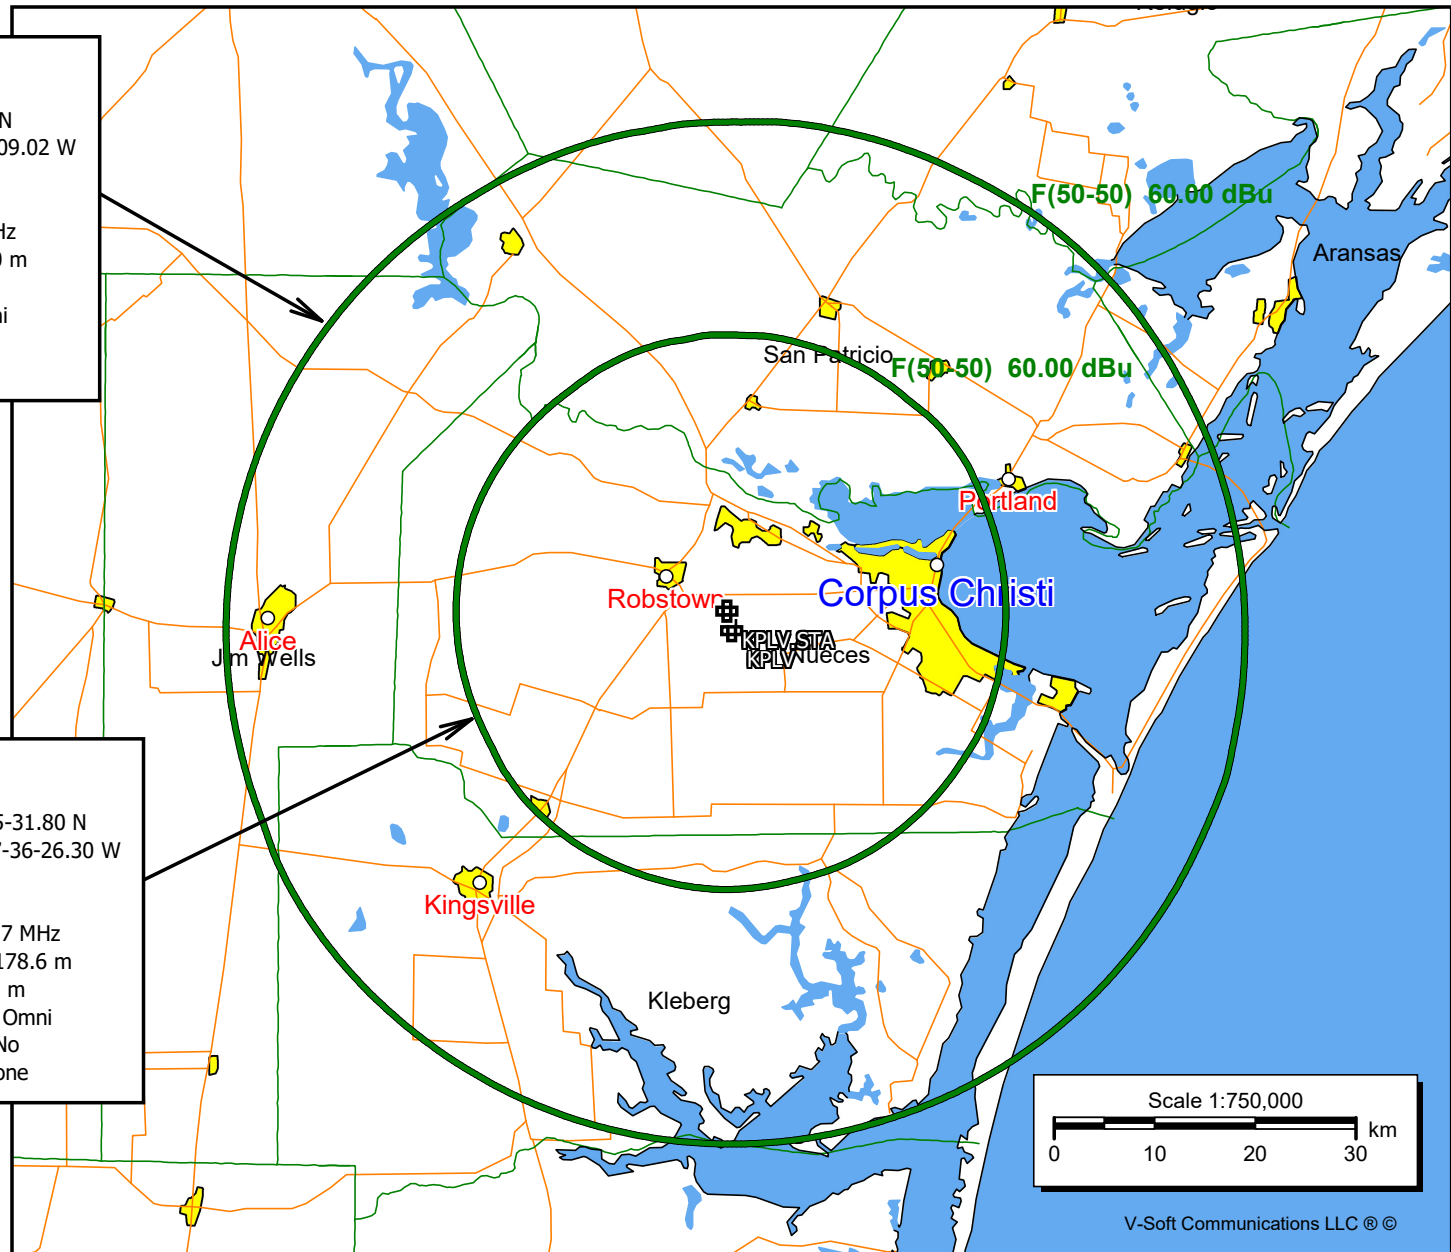 N
09.02 W
Hz
0 m
ni
F(50-50) 60.00 dBu
Aransas
San Patricio
F(50-50) 60.00 dBu
Portland
Corpus Christi
Robstown
KPLV.STA
KPLV
Nueces
Alice
Jim Wells
5-31.80 N
7-36-26.30 W
7 MHz
178.6 m
m
Omni
No
one
Kingsville
Kleberg
Scale 1:750,000
km
0 10 20 30
V-Soft Communications LLC ® ©